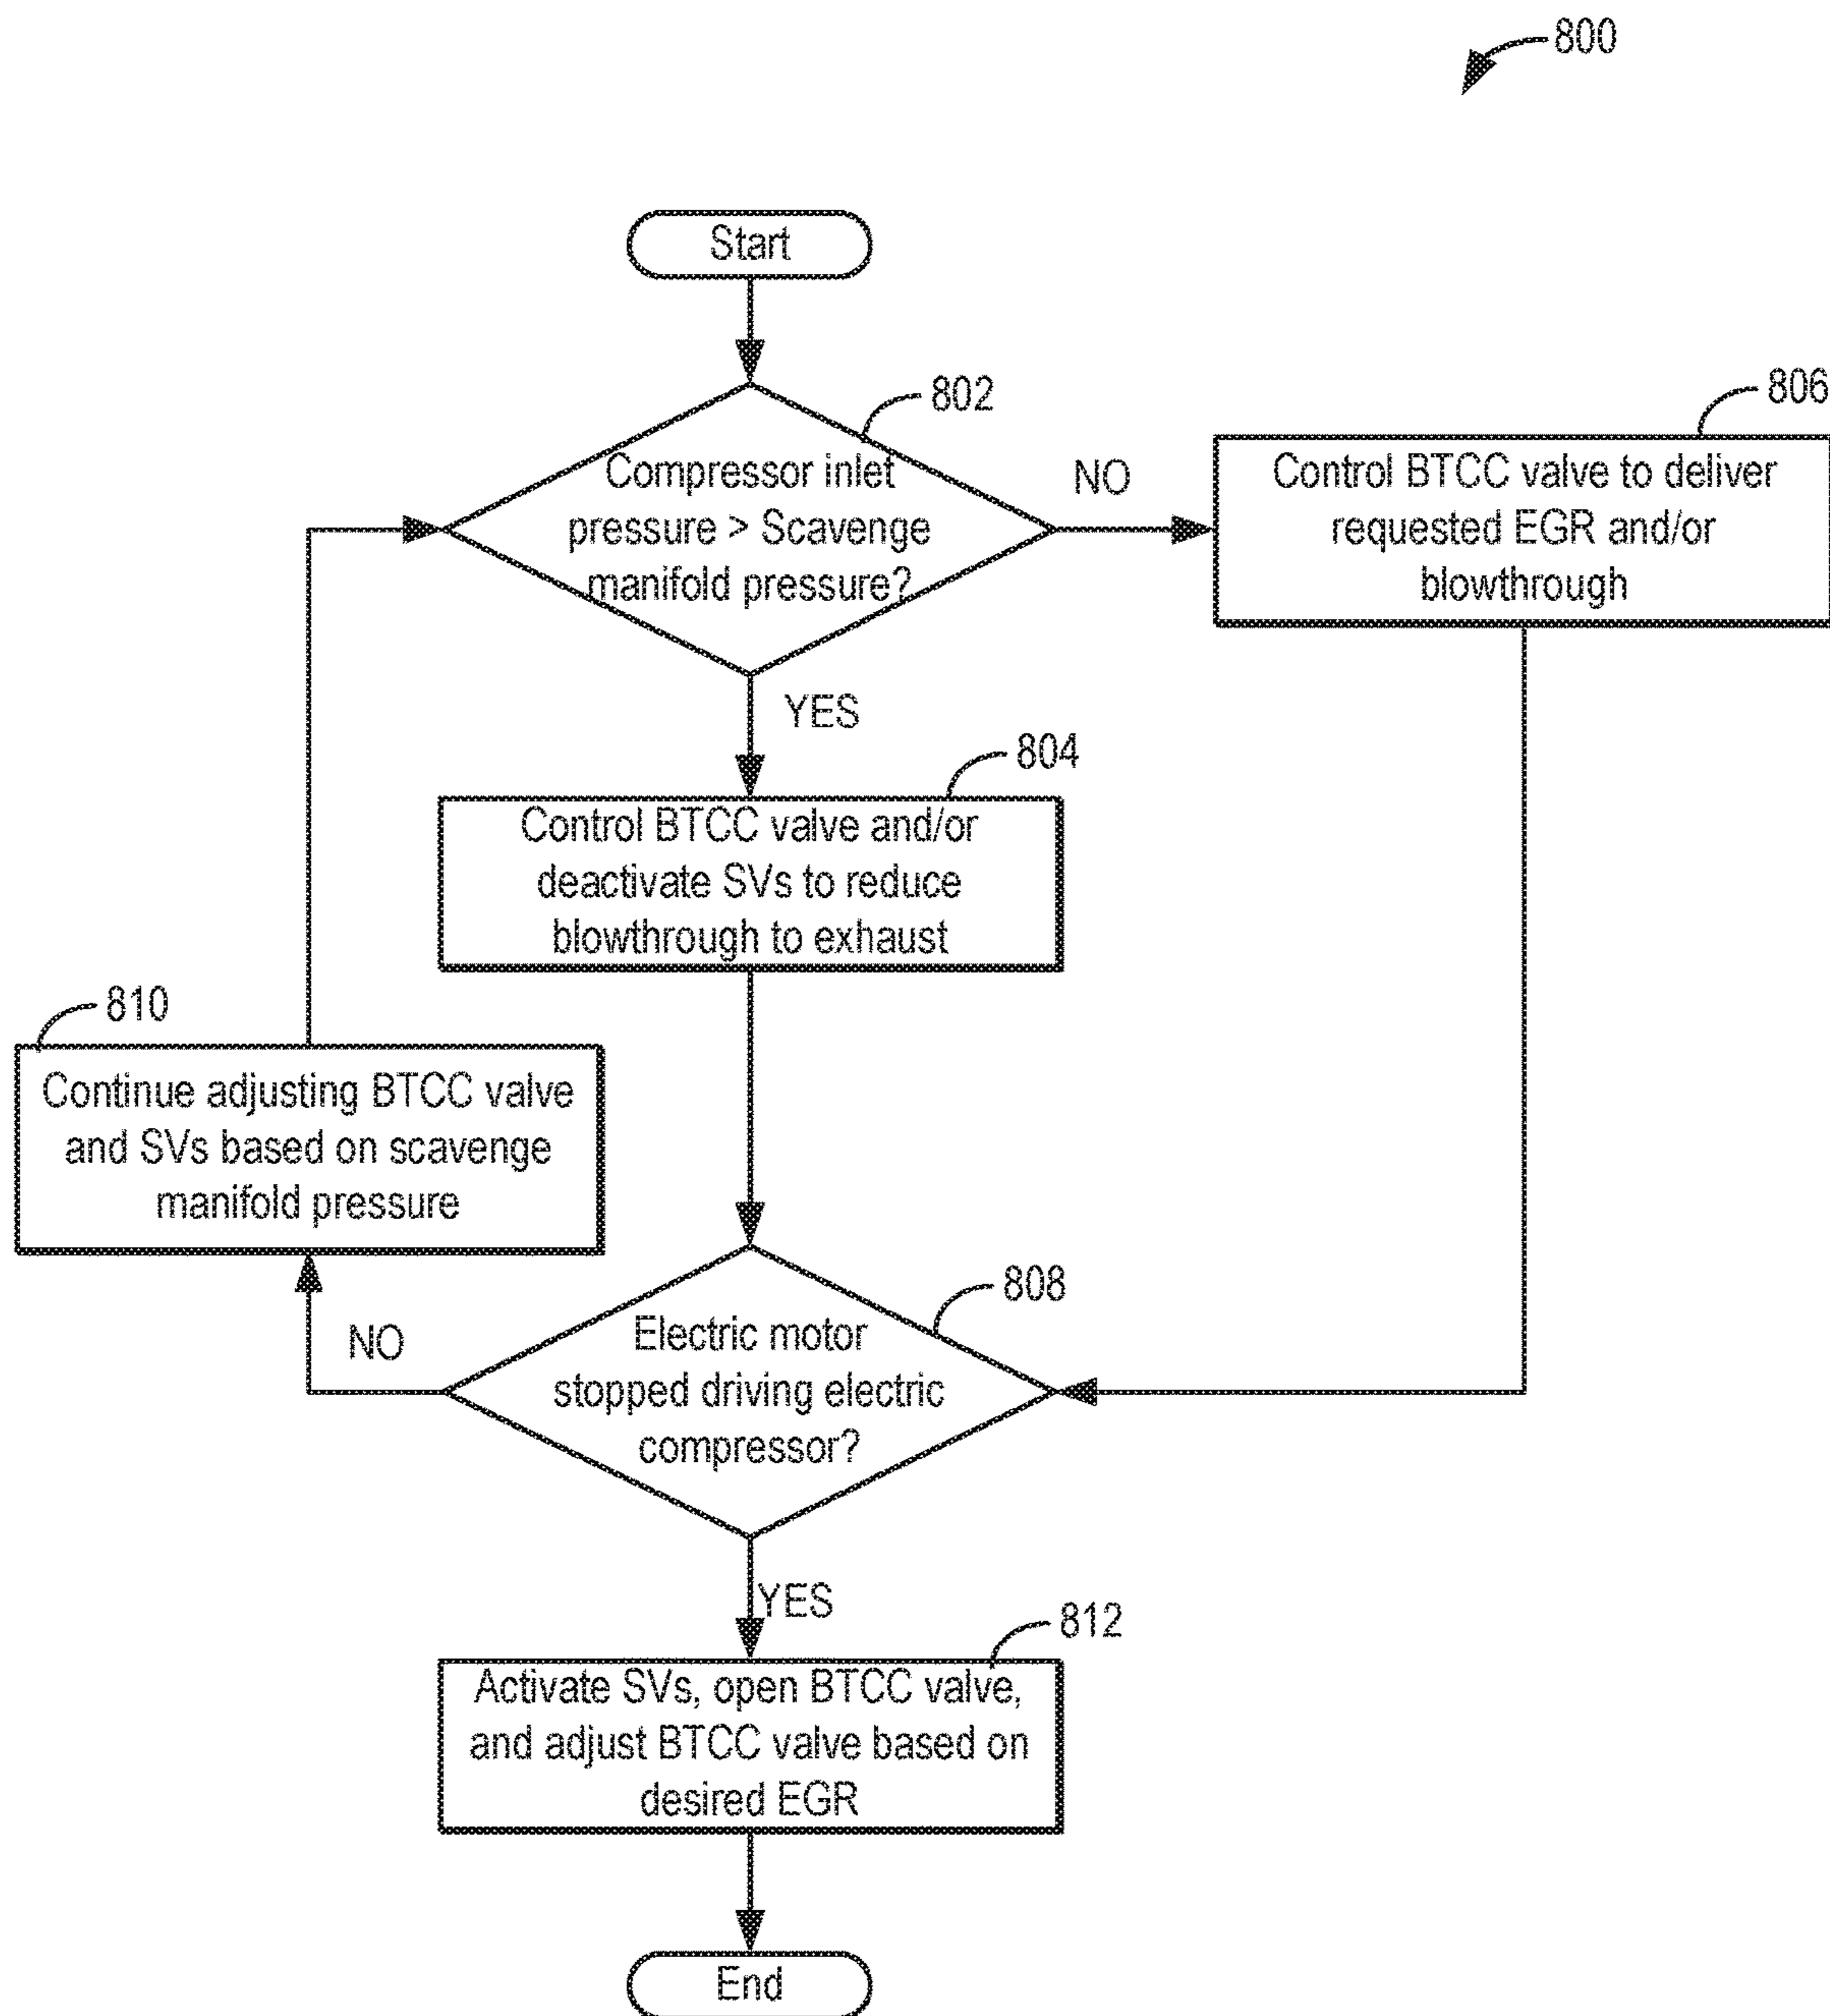 800
Start
802
Compressor inlet
pressure > Scavenge
manifold pressure?
NO
806
Control BTCC valve to deliver
requested EGR and/or
blowthrough
YES
804
Control BTCC valve and/or
deactivate SVs to reduce
blowthrough to exhaust
810
Continue adjusting BTCC valve
and SVs based on scavenge
manifold pressure
808
Electric motor
stopped driving electric
compressor?
NO
YES
812
Activate SVs, open BTCC valve,
and adjust BTCC valve based on
desired EGR
End